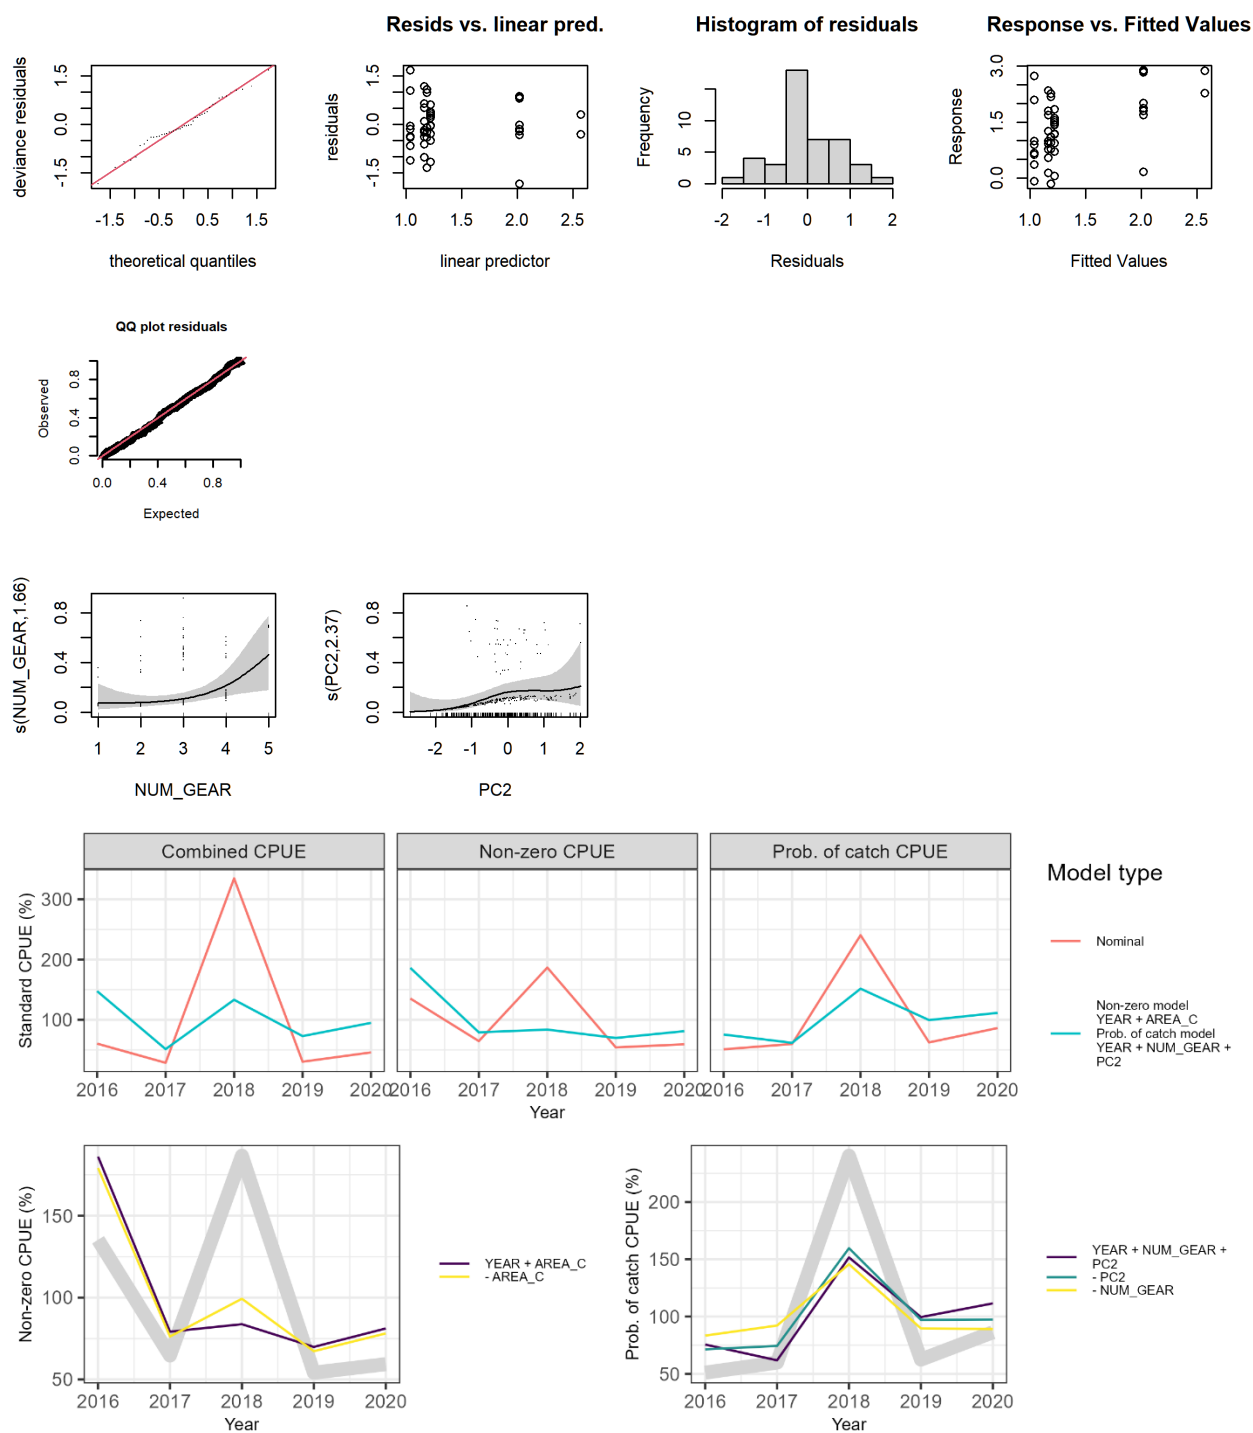 Resids vs. linear pred.
Histogram of residuals
Response vs. Fitted Values
deviance residuals
-1.5 0.0 1.5
-1.5 -0.5 0.5 1.5
theoretical quantiles
residuals
-1.5 0.0 1.5
1.0 1.5 2.0 2.5
linear predictor
Frequency
0 5 10
-2 -1 0 1 2
Residuals
Response
0.0 1.5 3.0
1.0 1.5 2.0 2.5
Fitted Values
QQ plot residuals
Observed
0.0 0.4 0.8
0.0 0.4 0.8
Expected
s(NUM_GEAR,1.66)
0.0 0.4 0.8
1 2 3 4 5
NUM_GEAR
s(PC2,2.37)
0.0 0.4 0.8
-2 -1 0 1 2
PC2
Combined CPUE
Non-zero CPUE
Prob. of catch CPUE
Standard CPUE (%)
300
200
100
2016 2017 2018 2019 2020
2016 2017 2018 2019 2020
2016 2017 2018 2019 2020
Year
Model type
Nominal
Non-zero model
YEAR + AREA_C
Prob. of catch model
YEAR + NUM_GEAR +
PC2
Non-zero CPUE (%)
150
100
50
2016 2017 2018 2019 2020
Year
YEAR + AREA_C
- AREA_C
Prob. of catch CPUE (%)
200
150
100
50
2016 2017 2018 2019 2020
Year
YEAR + NUM_GEAR +
PC2
- PC2
- NUM_GEAR